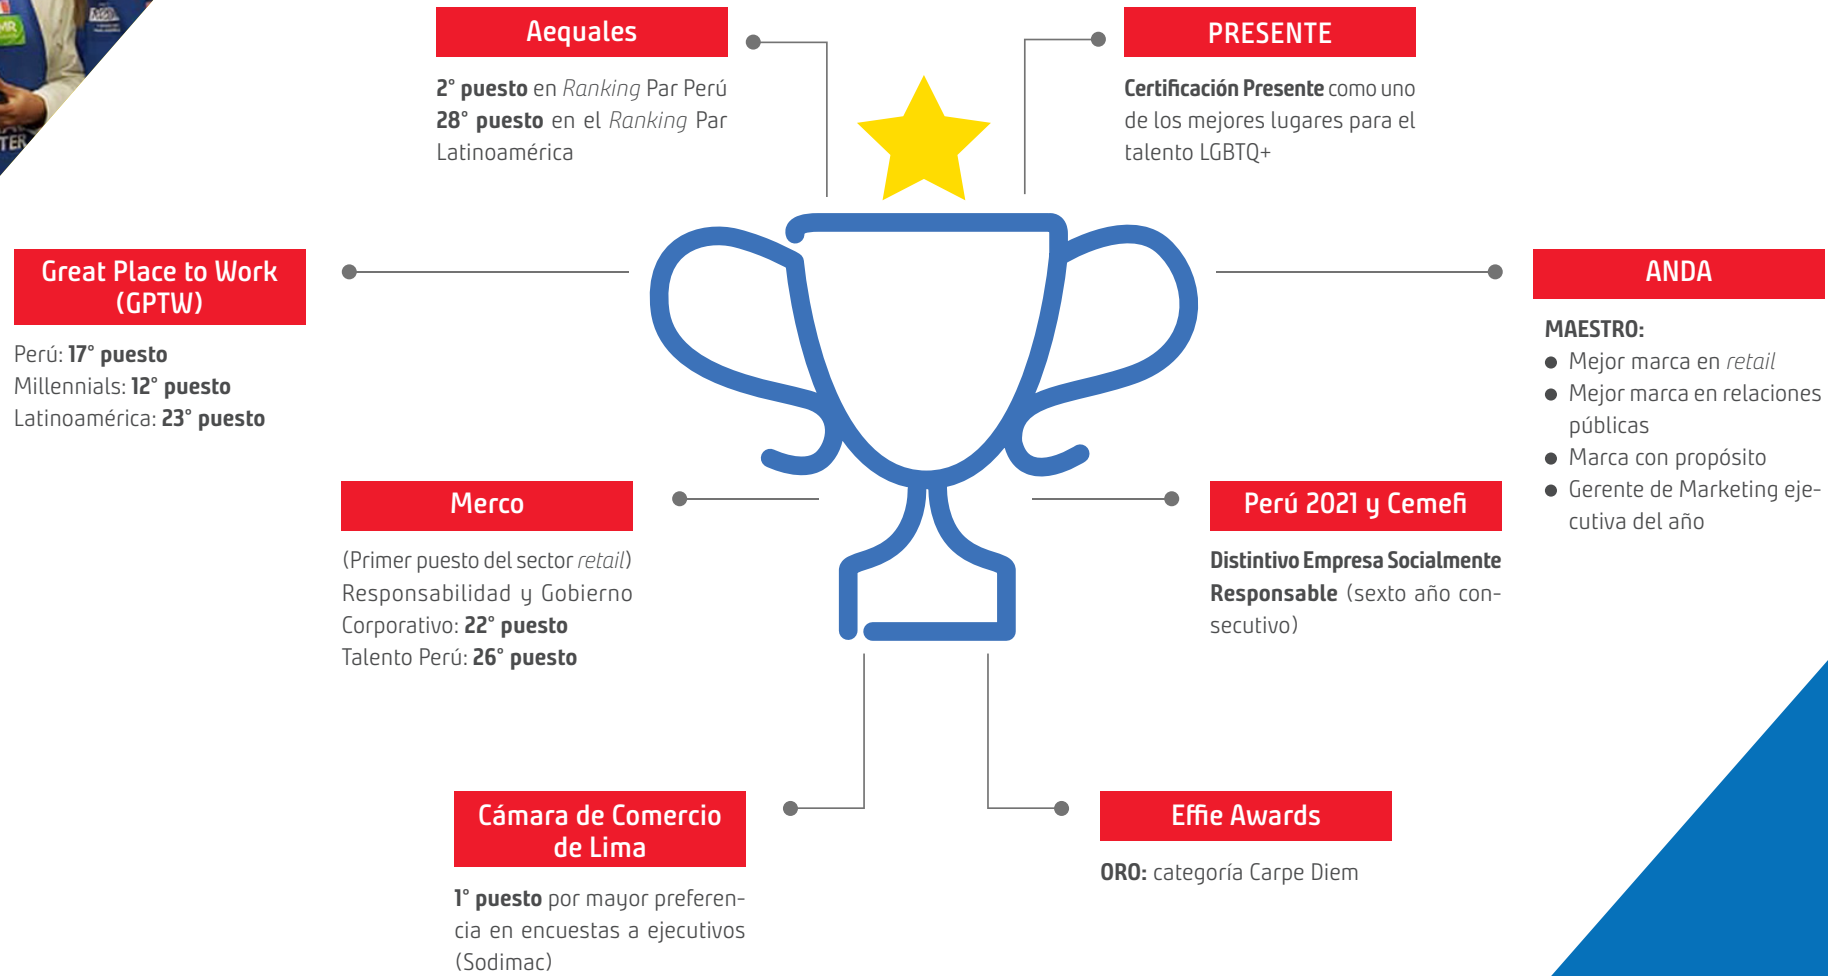 Aequales
2° puesto en Ranking Par Perú
28° puesto en el Ranking Par
Latinoamérica
PRESENTE
Certificación Presente como uno
de los mejores lugares para el
talento LGBTQ+
Great Place to Work
(GPTW)
Perú: 17° puesto
Millennials: 12° puesto
Latinoamérica: 23° puesto
ANDA
MAESTRO:
● Mejor marca en retail
● Mejor marca en relaciones
públicas
● Marca con propósito
● Gerente de Marketing eje-
cutiva del año
Merco
(Primer puesto del sector retail)
Responsabilidad y Gobierno
Corporativo: 22° puesto
Talento Perú: 26° puesto
Perú 2021 y Cemefi
Distintivo Empresa Socialmente
Responsable (sexto año con-
secutivo)
Cámara de Comercio
de Lima
1° puesto por mayor preferen-
cia en encuestas a ejecutivos
(Sodimac)
Effie Awards
ORO: categoría Carpe Diem